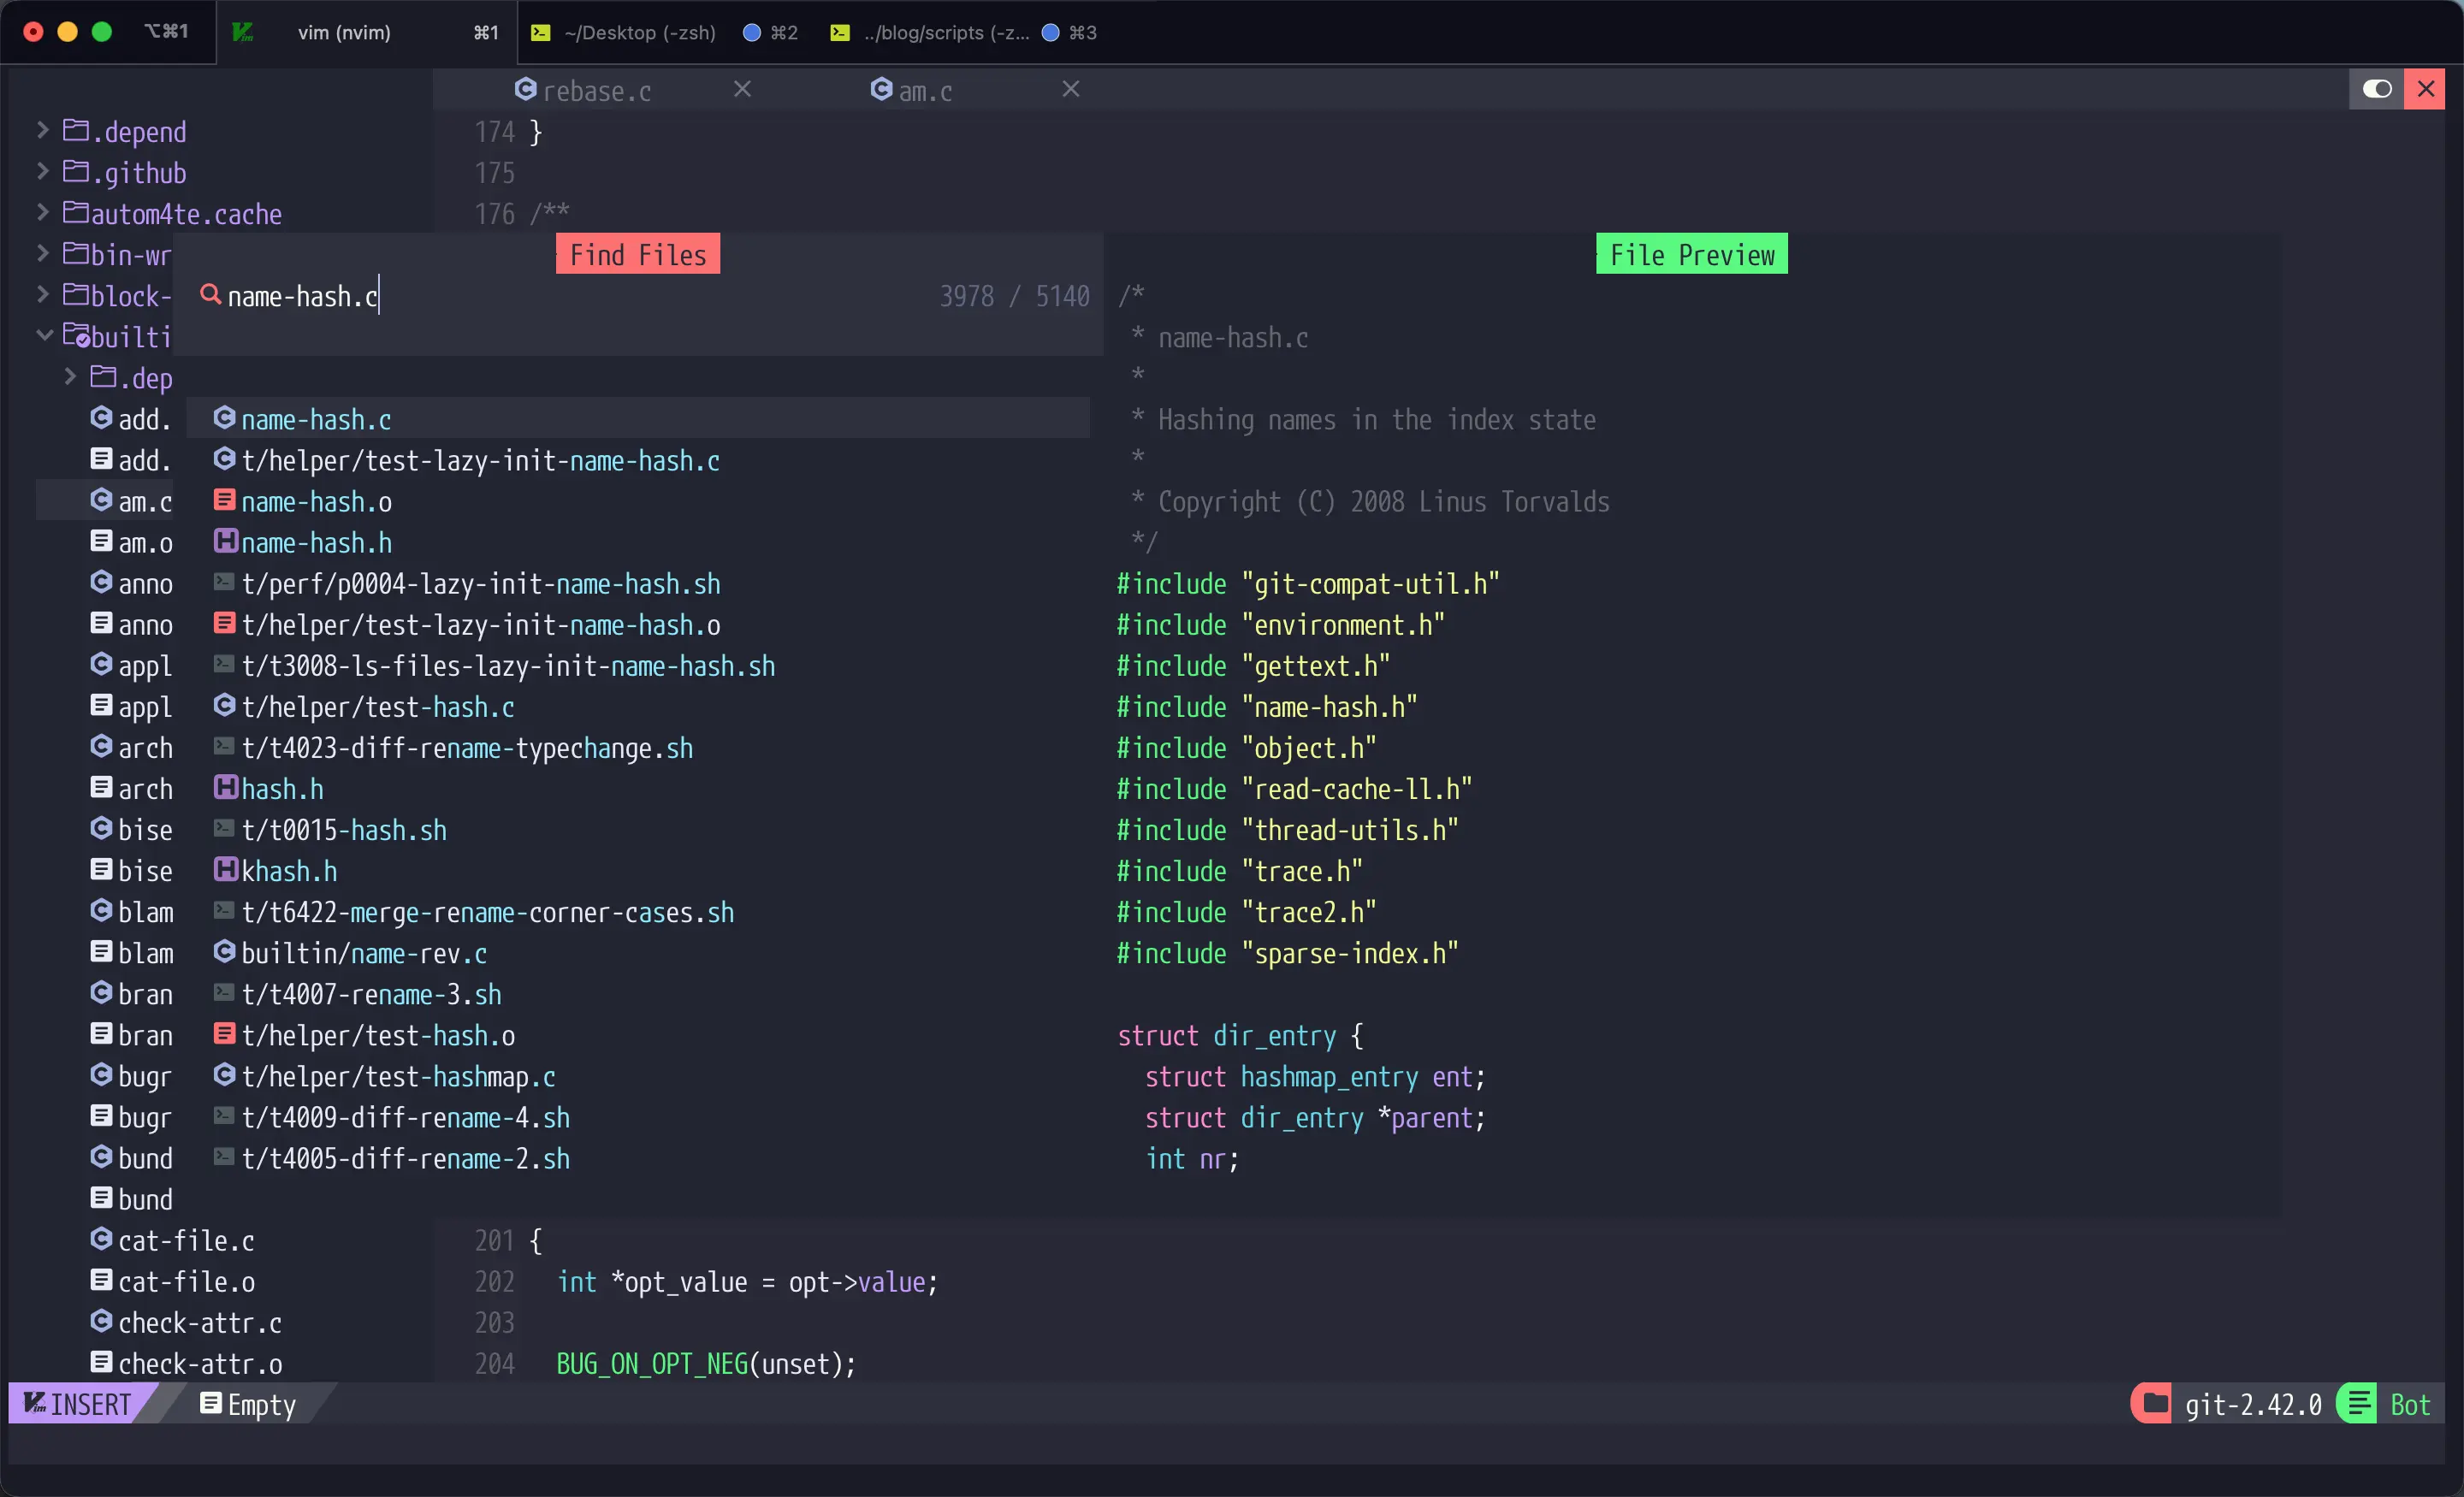 ⌥⌘1
vim (nvim) ⌘1
~/Desktop (-zsh) ⌘2
../blog/scripts (-z... ⌘3
rebase.c
am.c
.depend
.github
autom4te.cache
bin-wr
block-
builti
.dep
add.
add.
am.c
am.o
anno
anno
appl
appl
arch
arch
bise
bise
blam
blam
bran
bran
bugr
bugr
bund
bund
cat-file.c
cat-file.o
check-attr.c
check-attr.o
174 }
175
176 /**
Find Files
name-hash.c 3978 / 5140
name-hash.c
t/helper/test-lazy-init-name-hash.c
name-hash.o
name-hash.h
t/perf/p0004-lazy-init-name-hash.sh
t/helper/test-lazy-init-name-hash.o
t/t3008-ls-files-lazy-init-name-hash.sh
t/helper/test-hash.c
t/t4023-diff-rename-typechange.sh
hash.h
t/t0015-hash.sh
khash.h
t/t6422-merge-rename-corner-cases.sh
builtin/name-rev.c
t/t4007-rename-3.sh
t/helper/test-hash.o
t/helper/test-hashmap.c
t/t4009-diff-rename-4.sh
t/t4005-diff-rename-2.sh
File Preview
/*
 * name-hash.c
 *
 * Hashing names in the index state
 *
 * Copyright (C) 2008 Linus Torvalds
 */
#include "git-compat-util.h"
#include "environment.h"
#include "gettext.h"
#include "name-hash.h"
#include "object.h"
#include "read-cache-ll.h"
#include "thread-utils.h"
#include "trace.h"
#include "trace2.h"
#include "sparse-index.h"
struct dir_entry {
  struct hashmap_entry ent;
  struct dir_entry *parent;
  int nr;
201 {
202   int *opt_value = opt->value;
203
204   BUG_ON_OPT_NEG(unset);
INSERT Empty git-2.42.0 Bot